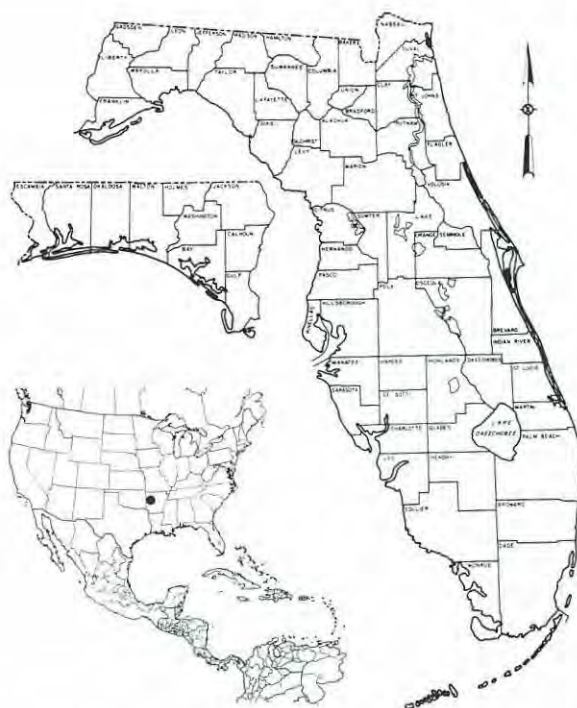 NASSAU
GADSDEN
LEON
JEFFERSON
MADISON
HAMILTON
BAKER
DUVAL
LIBERTY
WAKULLA
TAYLOR
SUWANNEE
COLUMBIA
UNION
CLAY
ST JOHNS
FRANKLIN
LAFAYETTE
BRADFORD
DIXIE
GILCHRIST
ALACHUA
PUTNAM
FLAGLER
LEVY
MARION
VOLUSIA
ESCAMBIA
SANTA ROSA
OKALOOSA
WALTON
HOLMES
JACKSON
WASHINGTON
BAY
CALHOUN
GULF
CITRUS
SUMTER
LAKE
HERNANDO
ORANGE
SEMINOLE
PASCO
POLK
OSCEOLA
HILLSBOROUGH
PINELLAS
BREVARD
INDIAN RIVER
MANATEE
HARDEE
HIGHLANDS
OKEECHOBEE
ST LUCIE
SARASOTA
DE SOTO
MARTIN
CHARLOTTE
GLADES
LAKE
OKEECHOBEE
PALM BEACH
LEE
HENDRY
COLLIER
BROWARD
DADE
MONROE